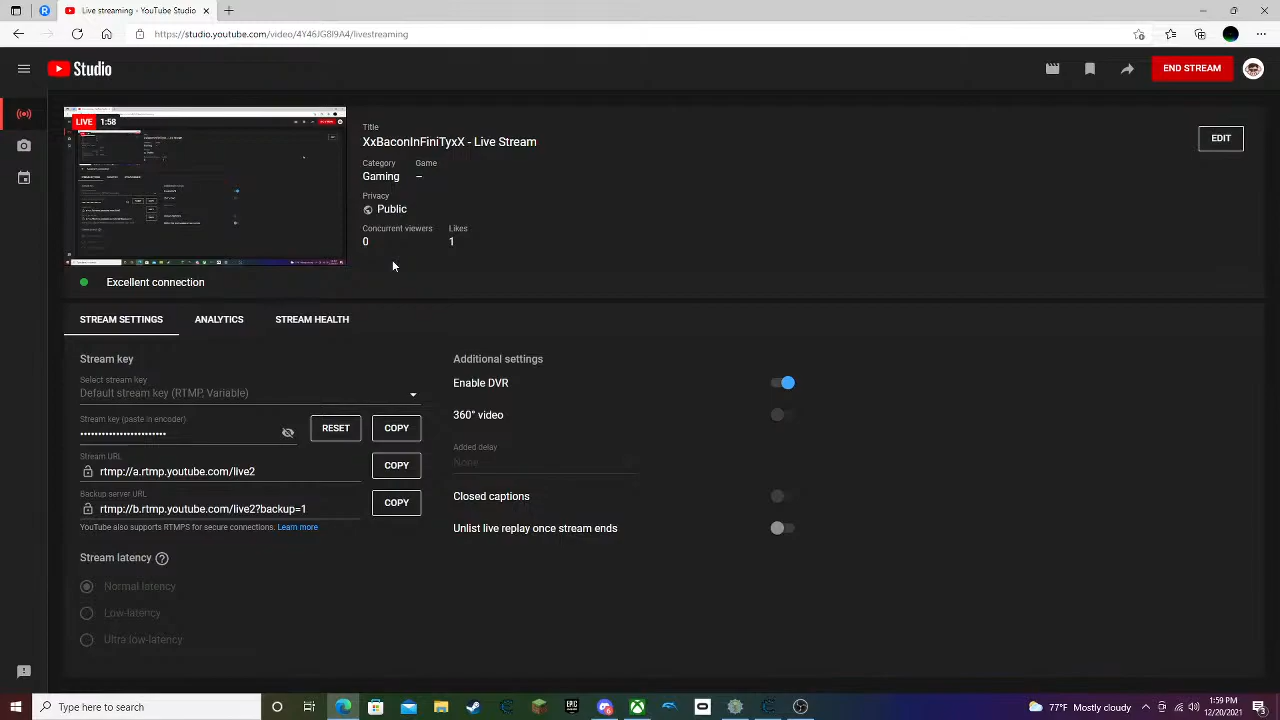 Live streaming - YouTube Studio
https://studio.youtube.com/video/4Y46JG8I9A4/livestreaming
Studio
END STREAM
LIVE 1:58
Title
XxBaconInFiniTyxX - Live Stream
EDIT
Category Game
Gaming –
Privacy
Public
Concurrent viewers Likes
0 1
Excellent connection
STREAM SETTINGS ANALYTICS STREAM HEALTH
Stream key
Select stream key
Default stream key (RTMP, Variable)
Stream key (paste in encoder)
••••••••••••••••••••••••
RESET COPY
Stream URL
rtmp://a.rtmp.youtube.com/live2
COPY
Backup server URL
rtmp://b.rtmp.youtube.com/live2?backup=1
COPY
YouTube also supports RTMPS for secure connections. Learn more
Stream latency
Normal latency
Low-latency
Ultra low-latency
Additional settings
Enable DVR
360° video
Added delay
None
Closed captions
Unlist live replay once stream ends
Type here to search
EPIC
77°F Mostly cloudy
1:59 PM
12/20/2021